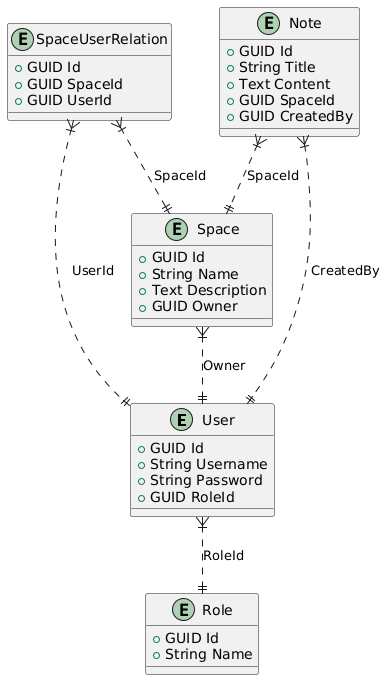 E SpaceUserRelation
GUID Id
GUID SpaceId
GUID UserId
E Note
GUID Id
String Title
Text Content
GUID SpaceId
GUID CreatedBy
SpaceId
SpaceId
E Space
GUID Id
String Name
Text Description
GUID Owner
UserId
CreatedBy
Owner
E User
GUID Id
String Username
String Password
GUID RoleId
RoleId
E Role
GUID Id
String Name